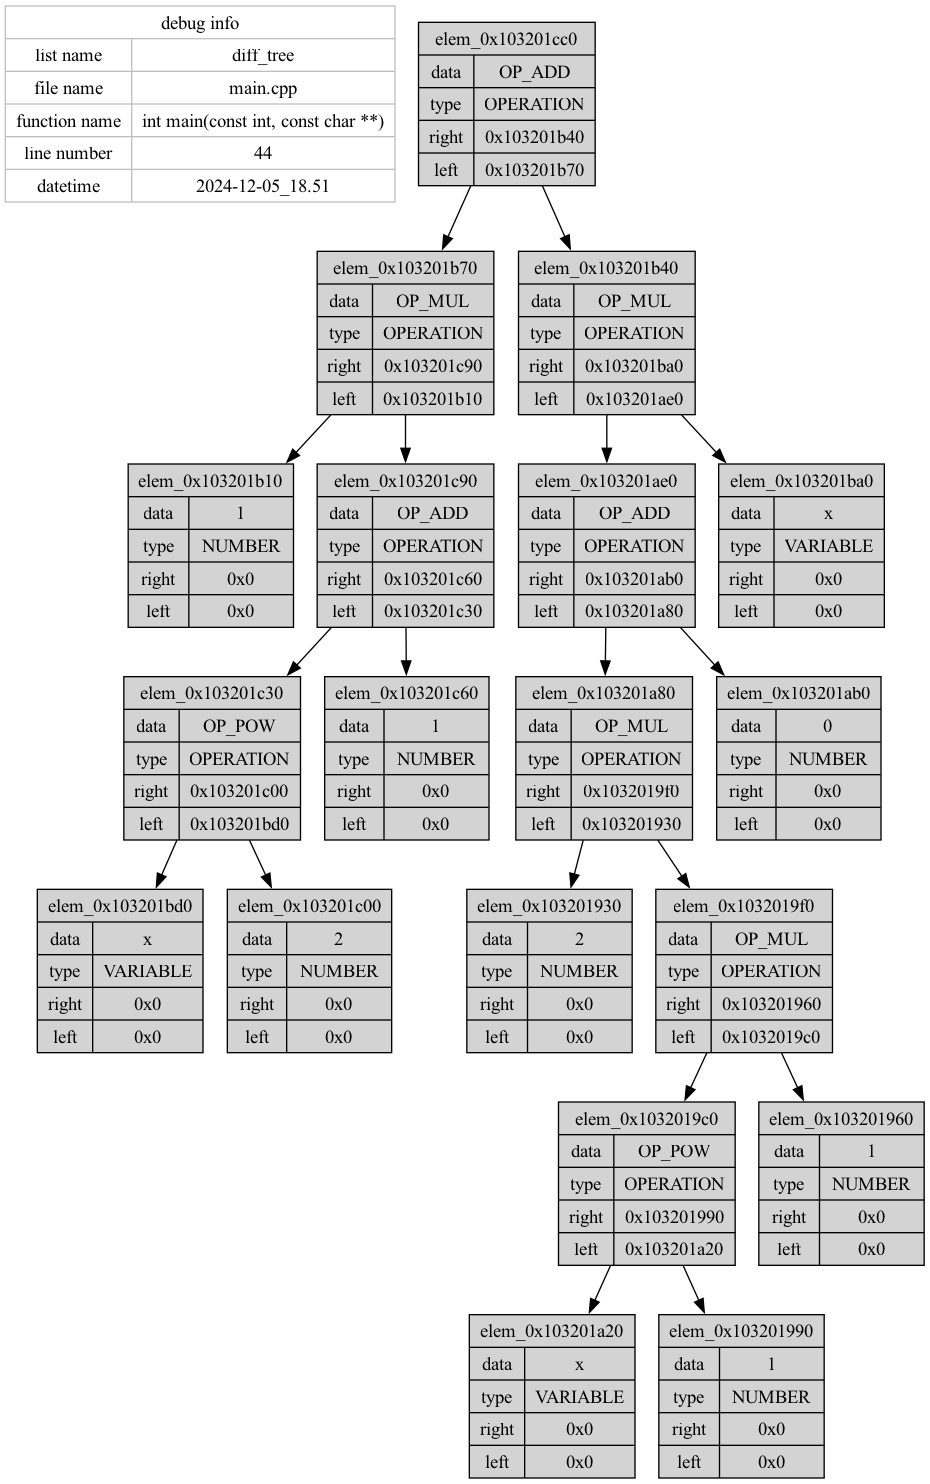 debug info
list name diff_tree
file name main.cpp
function name int main(const int, const char **)
line number 44
datetime 2024-12-05_18.51
elem_0x103201cc0
data OP_ADD
type OPERATION
right 0x103201b40
left 0x103201b70
elem_0x103201b70
data OP_MUL
type OPERATION
right 0x103201c90
left 0x103201b10
elem_0x103201b40
data OP_MUL
type OPERATION
right 0x103201ba0
left 0x103201ae0
elem_0x103201b10
data 1
type NUMBER
right 0x0
left 0x0
elem_0x103201c90
data OP_ADD
type OPERATION
right 0x103201c60
left 0x103201c30
elem_0x103201ae0
data OP_ADD
type OPERATION
right 0x103201ab0
left 0x103201a80
elem_0x103201ba0
data x
type VARIABLE
right 0x0
left 0x0
elem_0x103201c30
data OP_POW
type OPERATION
right 0x103201c00
left 0x103201bd0
elem_0x103201c60
data 1
type NUMBER
right 0x0
left 0x0
elem_0x103201a80
data OP_MUL
type OPERATION
right 0x1032019f0
left 0x103201930
elem_0x103201ab0
data 0
type NUMBER
right 0x0
left 0x0
elem_0x103201bd0
data x
type VARIABLE
right 0x0
left 0x0
elem_0x103201c00
data 2
type NUMBER
right 0x0
left 0x0
elem_0x103201930
data 2
type NUMBER
right 0x0
left 0x0
elem_0x1032019f0
data OP_MUL
type OPERATION
right 0x103201960
left 0x1032019c0
elem_0x1032019c0
data OP_POW
type OPERATION
right 0x103201990
left 0x103201a20
elem_0x103201960
data 1
type NUMBER
right 0x0
left 0x0
elem_0x103201a20
data x
type VARIABLE
right 0x0
left 0x0
elem_0x103201990
data 1
type NUMBER
right 0x0
left 0x0